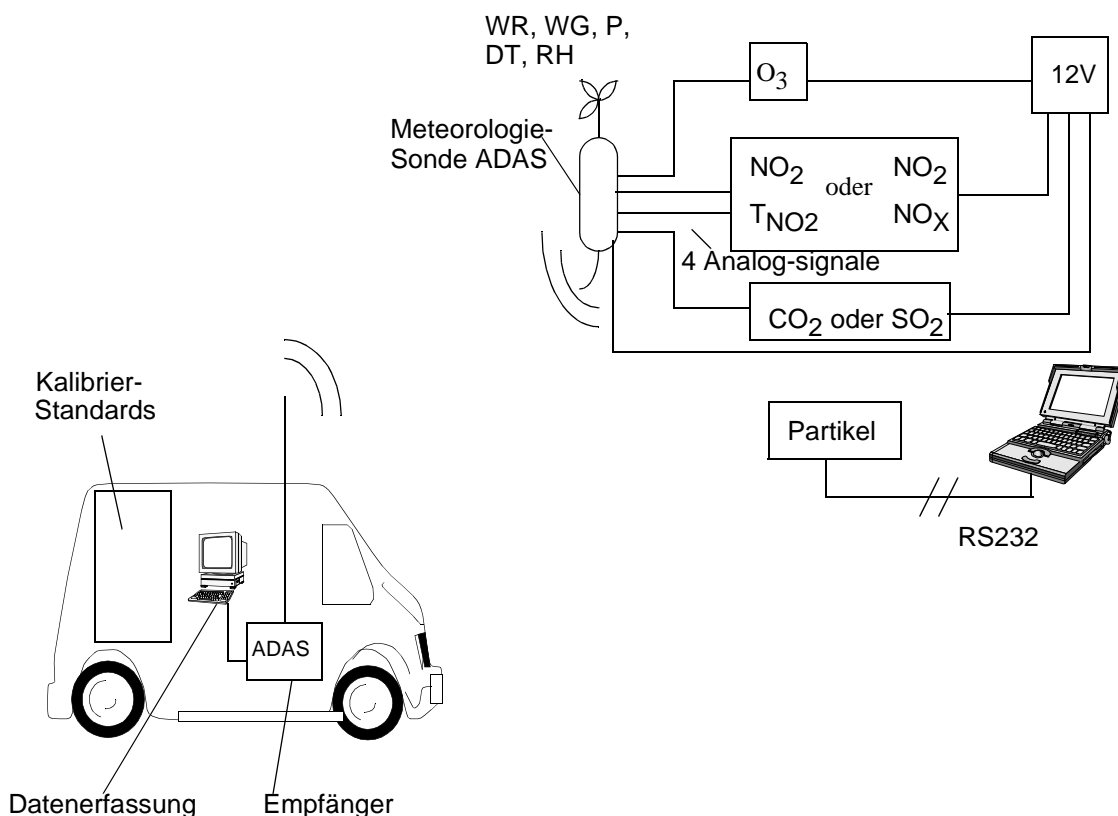 WR, WG, P,
DT, RH
O3
12V
Meteorologie-
Sonde ADAS
NO2 oder NO2
TNO2 NOX
4 Analog-signale
CO2 oder SO2
Kalibrier-
Standards
Partikel
RS232
ADAS
Datenerfassung
Empfänger